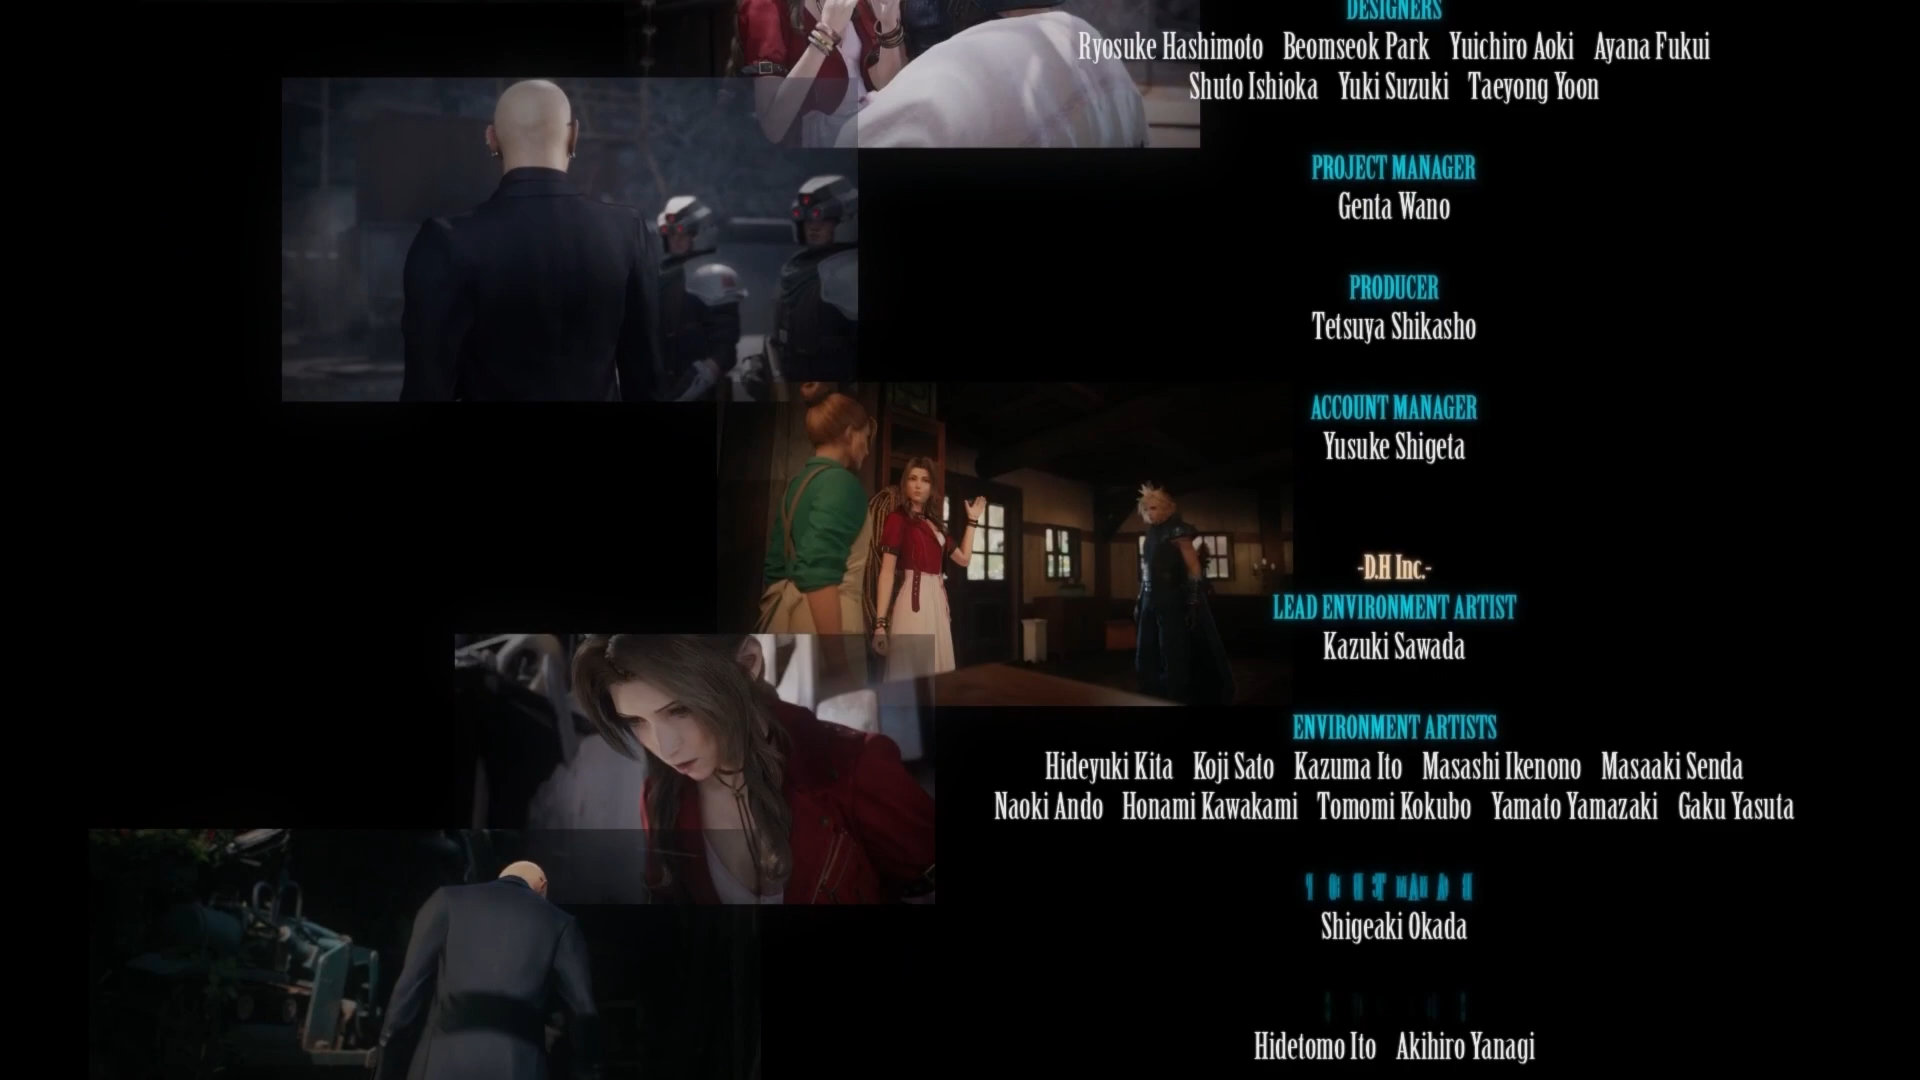 DESIGNERS
Ryosuke Hashimoto Beomseok Park Yuichiro Aoki Ayana Fukui
Shuto Ishioka Yuki Suzuki Taeyong Yoon
PROJECT MANAGER
Genta Wano
PRODUCER
Tetsuya Shikasho
ACCOUNT MANAGER
Yusuke Shigeta
-D.H Inc.-
LEAD ENVIRONMENT ARTIST
Kazuki Sawada
ENVIRONMENT ARTISTS
Hideyuki Kita Koji Sato Kazuma Ito Masashi Ikenono Masaaki Senda
Naoki Ando Honami Kawakami Tomomi Kokubo Yamato Yamazaki Gaku Yasuta
Shigeaki Okada
Hidetomo Ito Akihiro Yanagi